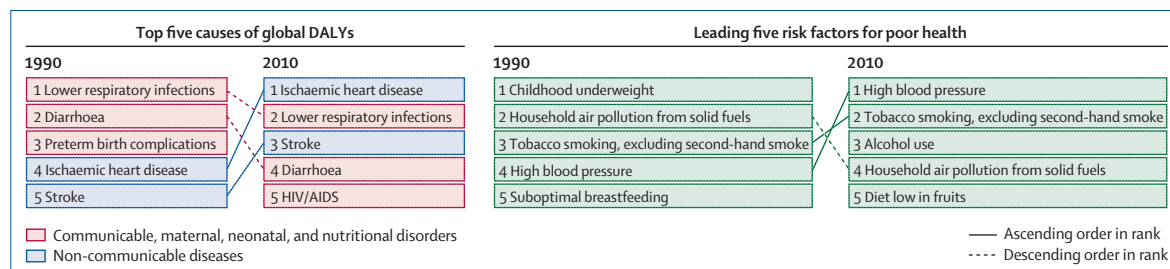 Top five causes of global DALYs
1990
1 Lower respiratory infections
2 Diarrhoea
3 Preterm birth complications
4 Ischaemic heart disease
5 Stroke
2010
1 Ischaemic heart disease
2 Lower respiratory infections
3 Stroke
4 Diarrhoea
5 HIV/AIDS
Communicable, maternal, neonatal, and nutritional disorders
Non-communicable diseases
Leading five risk factors for poor health
1990
1 Childhood underweight
2 Household air pollution from solid fuels
3 Tobacco smoking, excluding second-hand smoke
4 High blood pressure
5 Suboptimal breastfeeding
2010
1 High blood pressure
2 Tobacco smoking, excluding second-hand smoke
3 Alcohol use
4 Household air pollution from solid fuels
5 Diet low in fruits
Ascending order in rank
Descending order in rank